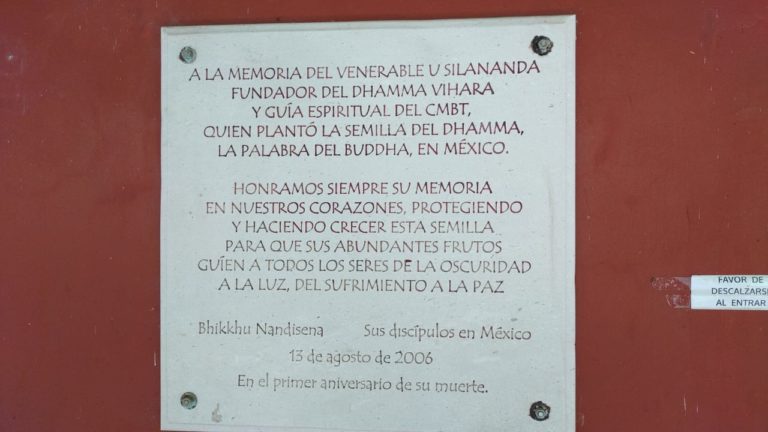 A LA MEMORIA DEL VENERABLE U SILANANDA
FUNDADOR DEL DHAMMA VIHARA
Y GUÍA ESPIRITUAL DEL CMBT,
QUIEN PLANTÓ LA SEMILLA DEL DHAMMA,
LA PALABRA DEL BUDDHA, EN MÉXICO.
HONRAMOS SIEMPRE SU MEMORIA
EN NUESTROS CORAZONES, PROTEGIENDO
Y HACIENDO CRECER ESTA SEMILLA
PARA QUE SUS ABUNDANTES FRUTOS
GUÍEN A TODOS LOS SERES DE LA OSCURIDAD
A LA LUZ, DEL SUFRIMIENTO A LA PAZ
Bhikkhu Nandisena Sus discípulos en México
13 de agosto de 2006
En el primer aniversario de su muerte.
FAVOR DE
DESCALZARSE
AL ENTRAR